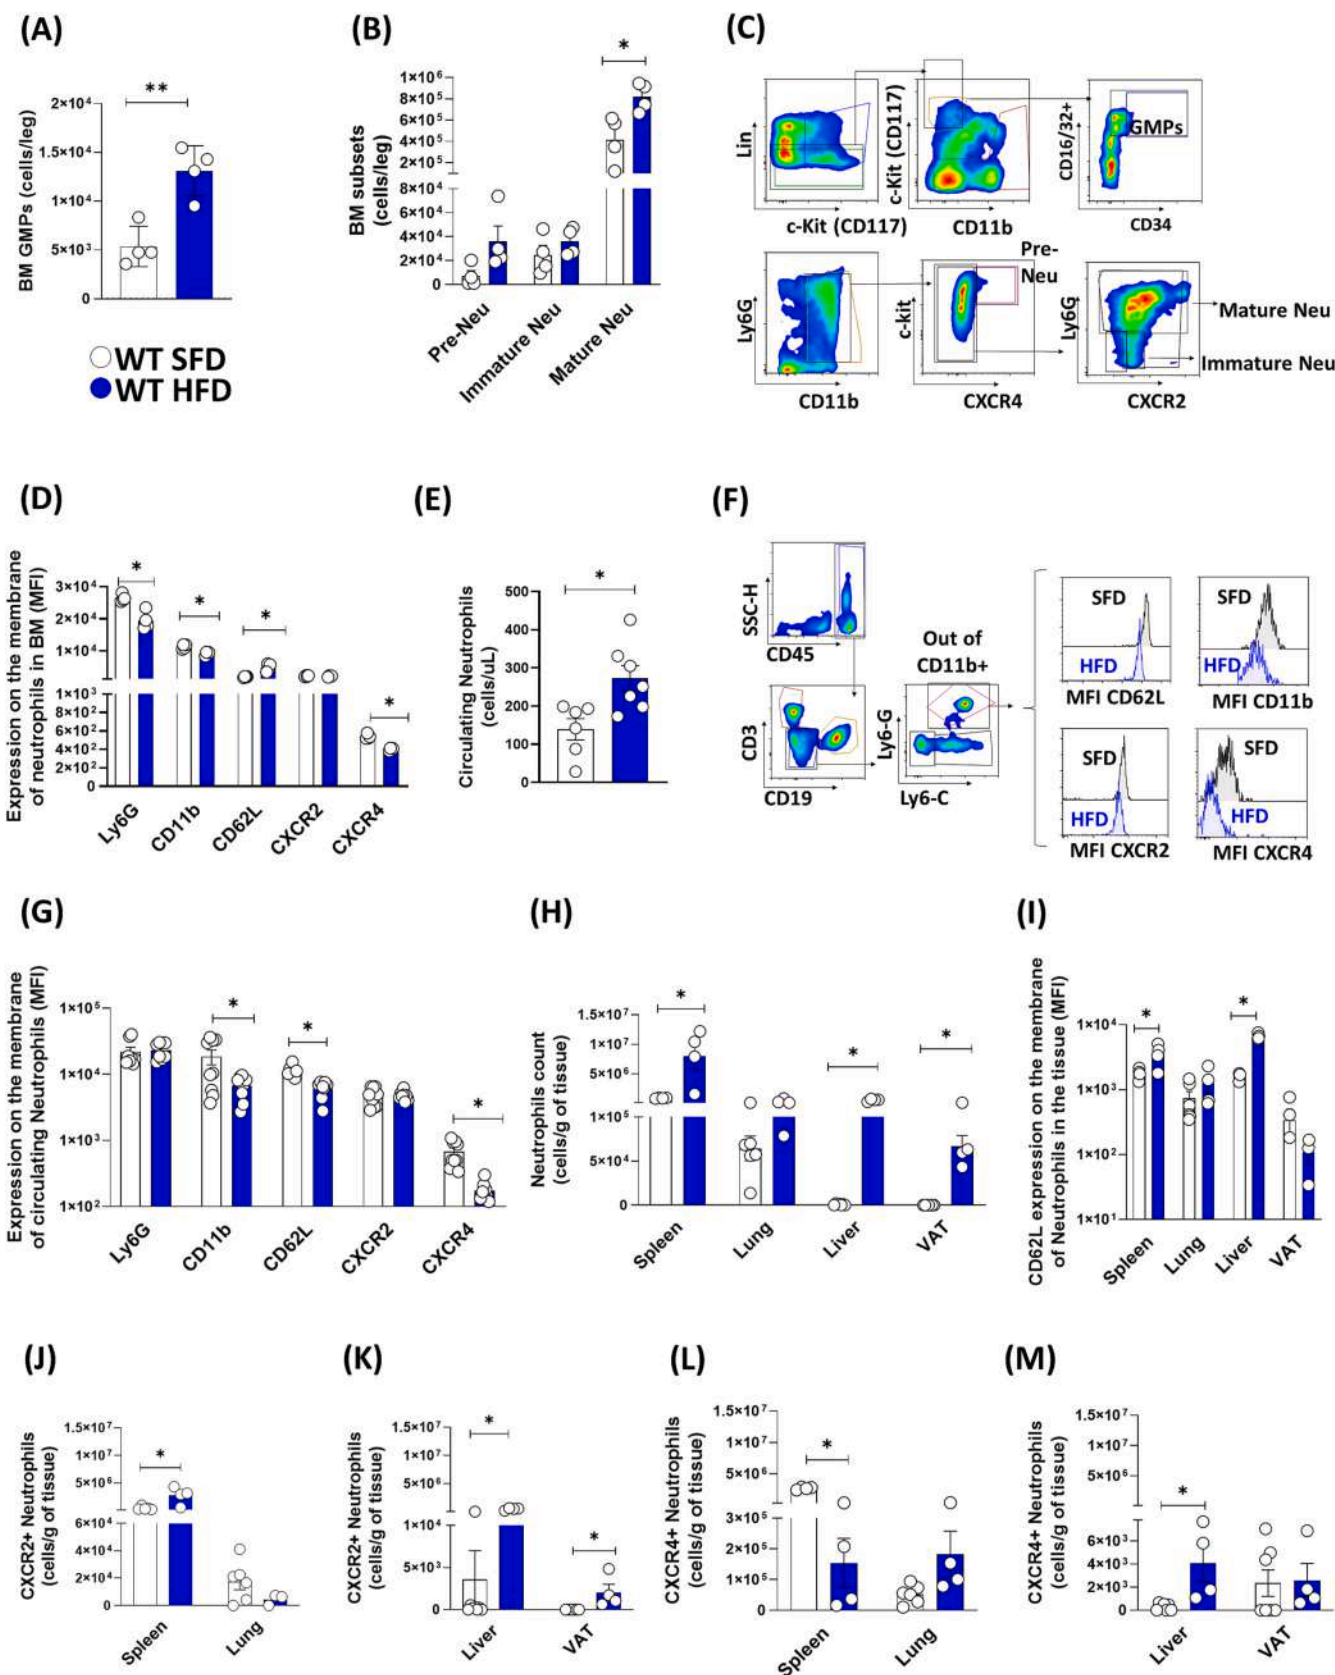 (A)
BM GMPs (cells/leg)
2×10⁴
1.5×10⁴
1×10⁴
5×10³
0
**
WT SFD
WT HFD
(B)
BM subsets
(cells/leg)
1×10⁶
8×10⁵
6×10⁵
4×10⁵
2×10⁵
8×10⁴
6×10⁴
4×10⁴
2×10⁴
0
*
Pre-Neu
Immature Neu
Mature Neu
(C)
Lin
c-Kit (CD117)
c-Kit (CD117)
CD11b
CD16/32+
GMPs
CD34
Ly6G
CD11b
Pre-
Neu
c-kit
CXCR4
Ly6G
CXCR2
Mature Neu
Immature Neu
(D)
Expression on the membrane
of neutrophils in BM (MFI)
3×10⁴
2×10⁴
1×10⁴
1×10³
8×10²
6×10²
4×10²
2×10²
0
*
*
*
*
Ly6G
CD11b
CD62L
CXCR2
CXCR4
(E)
Circulating Neutrophils
(cells/uL)
500
400
300
200
100
0
*
(F)
SSC-H
CD45
CD3
CD19
Out of
CD11b+
Ly6-G
Ly6-C
SFD
HFD
MFI CD62L
SFD
HFD
MFI CD11b
SFD
HFD
MFI CXCR2
SFD
HFD
MFI CXCR4
(G)
Expression on the membrane
of circulating Neutrophils (MFI)
1×10⁵
1×10⁴
1×10³
1×10²
*
*
*
Ly6G
CD11b
CD62L
CXCR2
CXCR4
(H)
Neutrophils count
(cells/g of tissue)
1.5×10⁷
1×10⁷
5×10⁶
1×10⁵
5×10⁴
0
*
*
*
Spleen
Lung
Liver
VAT
(I)
CD62L expression on the membrane
of Neutrophils in the tissue (MFI)
1×10⁴
1×10³
1×10²
1×10¹
*
*
Spleen
Lung
Liver
VAT
(J)
CXCR2+ Neutrophils
(cells/g of tissue)
1.5×10⁷
1×10⁷
5×10⁶
6×10⁴
4×10⁴
2×10⁴
0
*
Spleen
Lung
(K)
CXCR2+ Neutrophils
(cells/g of tissue)
1.5×10⁷
1×10⁷
5×10⁶
1×10⁴
5×10³
0
*
*
Liver
VAT
(L)
CXCR4+ Neutrophils
(cells/g of tissue)
1.5×10⁷
1×10⁷
5×10⁶
3×10⁵
2×10⁵
1×10⁵
0
*
Spleen
Lung
(M)
CXCR4+ Neutrophils
(cells/g of tissue)
1.5×10⁷
1×10⁷
5×10⁶
8×10³
6×10³
4×10³
2×10³
0
*
Liver
VAT